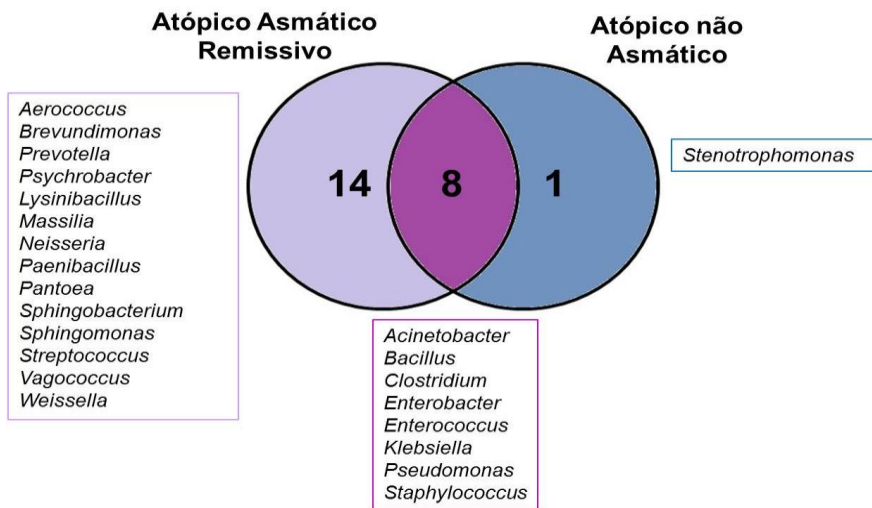 Atópico Asmático
Remissivo
Atópico não
Asmático
Aerococcus
Brevundimonas
Prevotella
Psychrobacter
Lysinibacillus
Massilia
Neisseria
Paenibacillus
Pantoea
Sphingobacterium
Sphingomonas
Streptococcus
Vagococcus
Weissella
14
8
1
Stenotrophomonas
Acinetobacter
Bacillus
Clostridium
Enterobacter
Enterococcus
Klebsiella
Pseudomonas
Staphylococcus